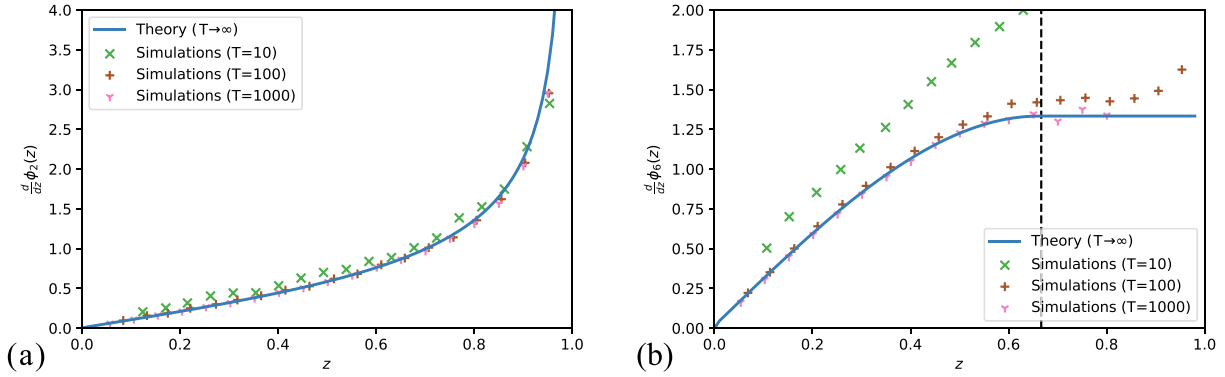 4.0
3.5
3.0
2.5
2.0
1.5
1.0
0.5
0.0
d/dz ϕ₂(z)
Theory (T→∞)
Simulations (T=10)
Simulations (T=100)
Simulations (T=1000)
0.0 0.2 0.4 0.6 0.8 1.0
z
(a)
2.00
1.75
1.50
1.25
1.00
0.75
0.50
0.25
0.00
d/dz ϕ₆(z)
Theory (T→∞)
Simulations (T=10)
Simulations (T=100)
Simulations (T=1000)
0.0 0.2 0.4 0.6 0.8 1.0
z
(b)